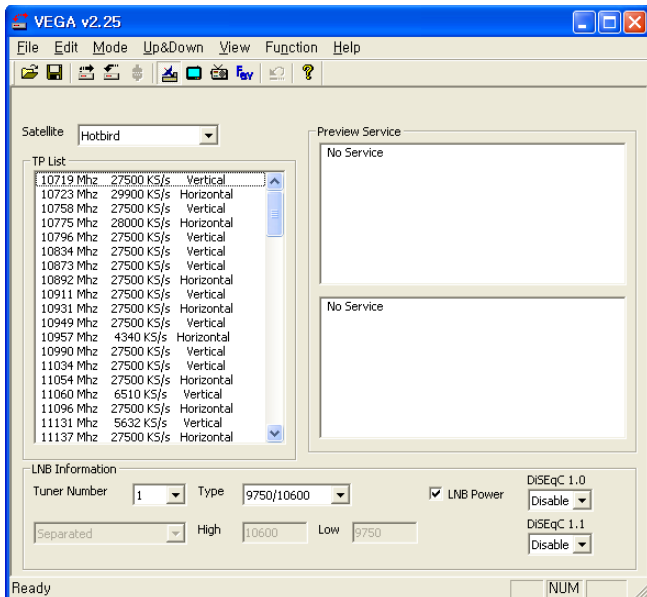 VEGA v2.25
File Edit Mode Up&Down View Function Help
Fav
Satellite Hotbird
TP List
10719 Mhz 27500 KS/s Vertical
10723 Mhz 29900 KS/s Horizontal
10758 Mhz 27500 KS/s Vertical
10775 Mhz 28000 KS/s Horizontal
10796 Mhz 27500 KS/s Vertical
10834 Mhz 27500 KS/s Vertical
10873 Mhz 27500 KS/s Vertical
10892 Mhz 27500 KS/s Horizontal
10911 Mhz 27500 KS/s Vertical
10931 Mhz 27500 KS/s Horizontal
10949 Mhz 27500 KS/s Vertical
10957 Mhz 4340 KS/s Horizontal
10990 Mhz 27500 KS/s Vertical
11034 Mhz 27500 KS/s Vertical
11054 Mhz 27500 KS/s Horizontal
11060 Mhz 6510 KS/s Vertical
11096 Mhz 27500 KS/s Horizontal
11131 Mhz 5632 KS/s Vertical
11137 Mhz 27500 KS/s Horizontal
Preview Service
No Service
No Service
LNB Information
Tuner Number 1 Type 9750/10600 LNB Power
DiSEqC 1.0
Disable
Separated High 10600 Low 9750
DiSEqC 1.1
Disable
Ready NUM